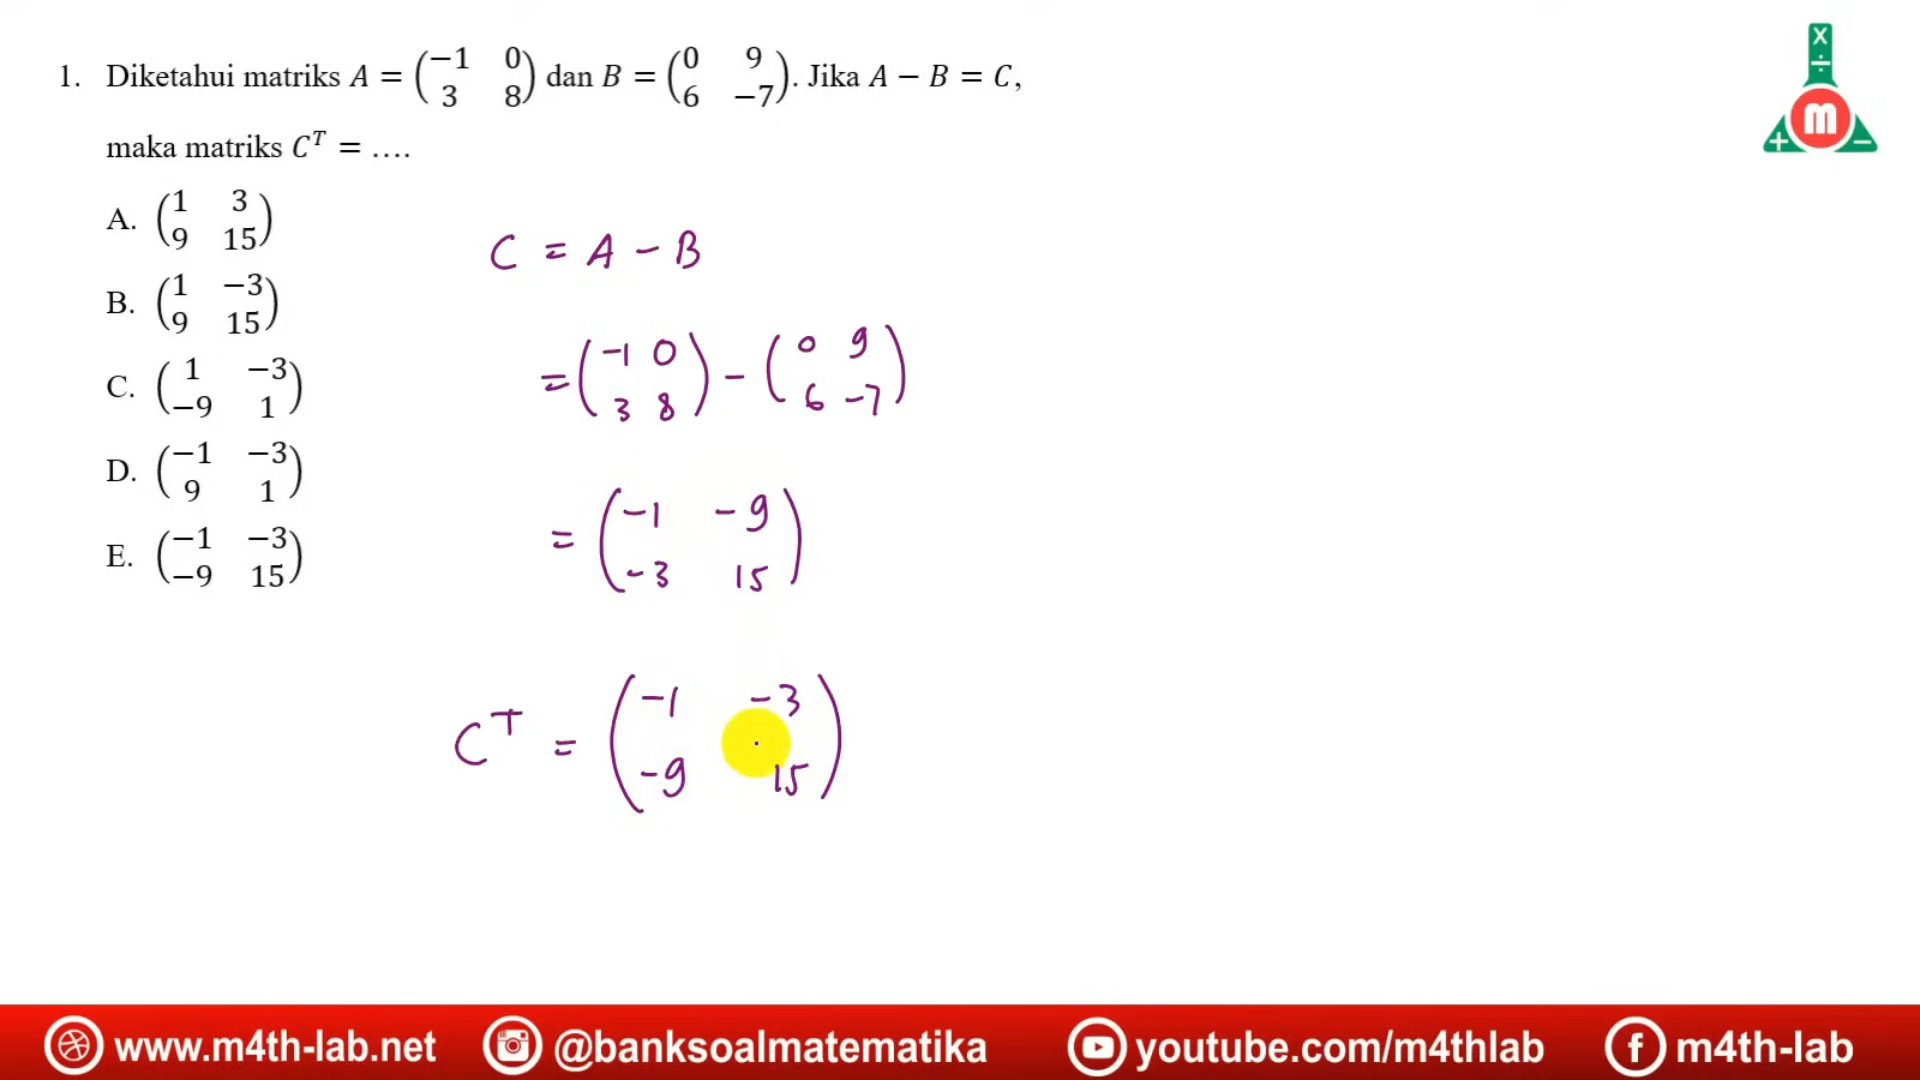 1. Diketahui matriks A = (−1 0; 3 8) dan B = (0 9; 6 −7). Jika A − B = C,
maka matriks Cᵀ = ….
A. (1 3; 9 15)
B. (1 −3; 9 15)
C. (1 −3; −9 1)
D. (−1 −3; 9 1)
E. (−1 −3; −9 15)
C = A − B
= (−1 0; 3 8) − (0 9; 6 −7)
= (−1 −9; −3 15)
Cᵀ = (−1 −3; −9 15)
x
÷
m
+ −
www.m4th-lab.net @banksoalmatematika youtube.com/m4thlab f m4th-lab